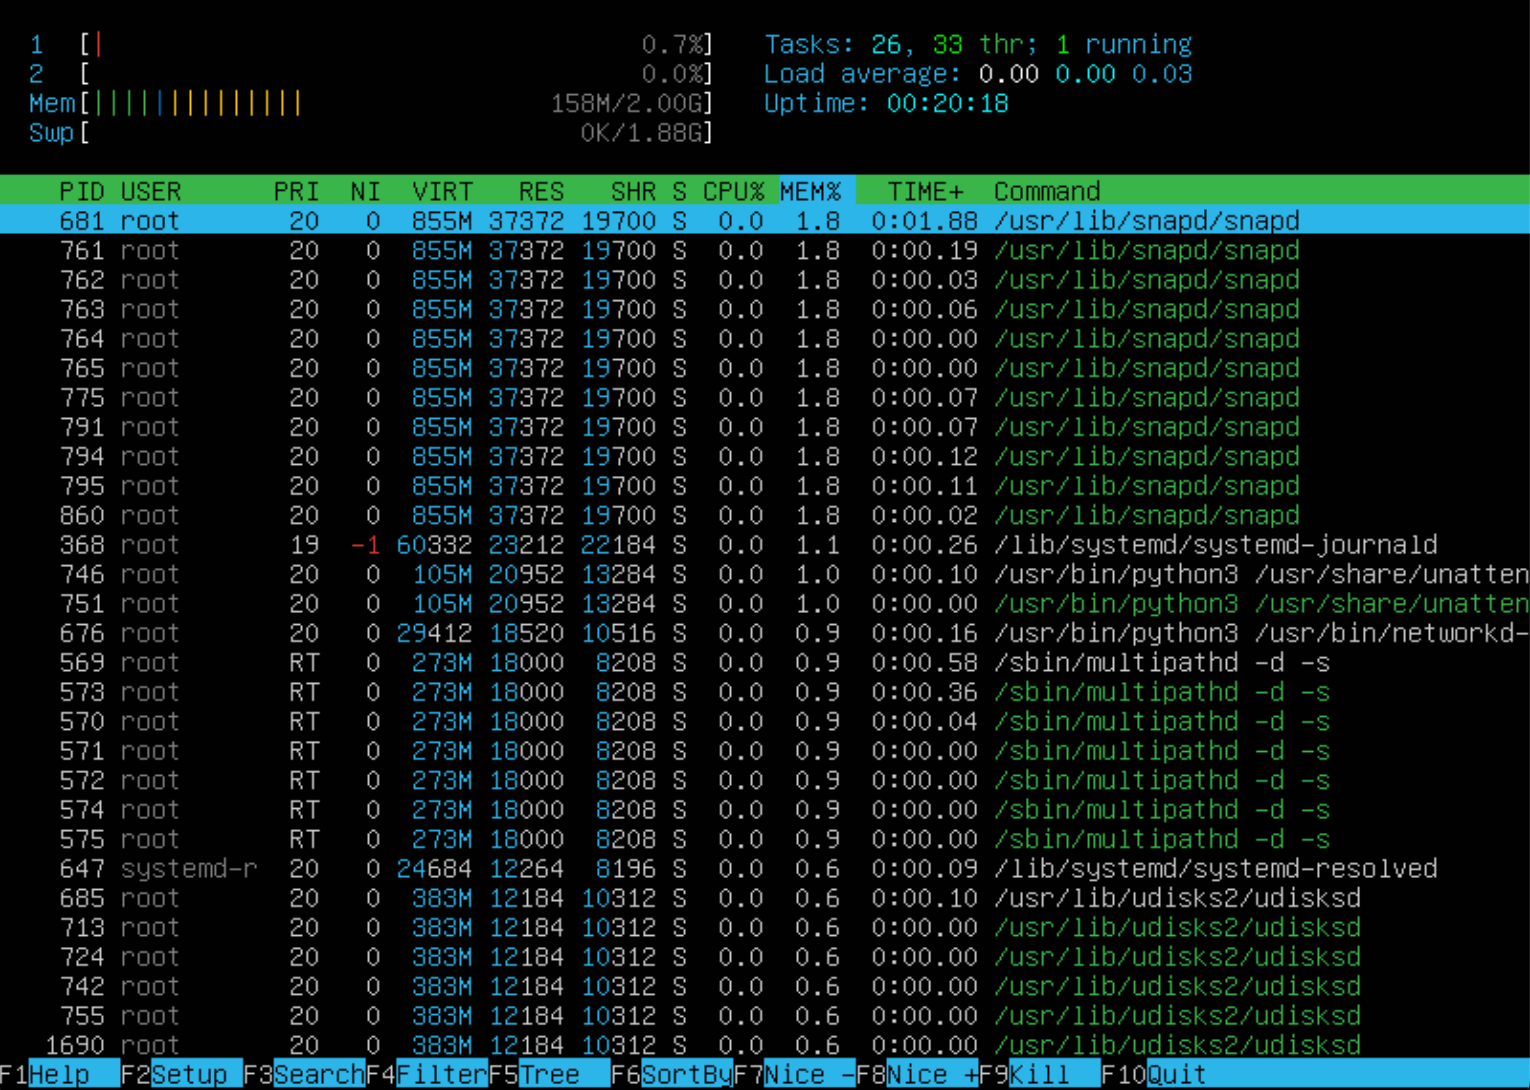 1 [| 0.7%] Tasks: 26, 33 thr; 1 running
2 [ 0.0%] Load average: 0.00 0.00 0.03
Mem[|||||||||||||| 158M/2.00G] Uptime: 00:20:18
Swp[ 0K/1.88G]
PID USER PRI NI VIRT RES SHR S CPU% MEM% TIME+ Command
681 root 20 0 855M 37372 19700 S 0.0 1.8 0:01.88 /usr/lib/snapd/snapd
761 root 20 0 855M 37372 19700 S 0.0 1.8 0:00.19 /usr/lib/snapd/snapd
762 root 20 0 855M 37372 19700 S 0.0 1.8 0:00.03 /usr/lib/snapd/snapd
763 root 20 0 855M 37372 19700 S 0.0 1.8 0:00.06 /usr/lib/snapd/snapd
764 root 20 0 855M 37372 19700 S 0.0 1.8 0:00.00 /usr/lib/snapd/snapd
765 root 20 0 855M 37372 19700 S 0.0 1.8 0:00.00 /usr/lib/snapd/snapd
775 root 20 0 855M 37372 19700 S 0.0 1.8 0:00.07 /usr/lib/snapd/snapd
791 root 20 0 855M 37372 19700 S 0.0 1.8 0:00.07 /usr/lib/snapd/snapd
794 root 20 0 855M 37372 19700 S 0.0 1.8 0:00.12 /usr/lib/snapd/snapd
795 root 20 0 855M 37372 19700 S 0.0 1.8 0:00.11 /usr/lib/snapd/snapd
860 root 20 0 855M 37372 19700 S 0.0 1.8 0:00.02 /usr/lib/snapd/snapd
368 root 19 -1 60332 23212 22184 S 0.0 1.1 0:00.26 /lib/systemd/systemd-journald
746 root 20 0 105M 20952 13284 S 0.0 1.0 0:00.10 /usr/bin/python3 /usr/share/unatten
751 root 20 0 105M 20952 13284 S 0.0 1.0 0:00.00 /usr/bin/python3 /usr/share/unatten
676 root 20 0 29412 18520 10516 S 0.0 0.9 0:00.16 /usr/bin/python3 /usr/bin/networkd-
569 root RT 0 273M 18000 8208 S 0.0 0.9 0:00.58 /sbin/multipathd -d -s
573 root RT 0 273M 18000 8208 S 0.0 0.9 0:00.36 /sbin/multipathd -d -s
570 root RT 0 273M 18000 8208 S 0.0 0.9 0:00.04 /sbin/multipathd -d -s
571 root RT 0 273M 18000 8208 S 0.0 0.9 0:00.00 /sbin/multipathd -d -s
572 root RT 0 273M 18000 8208 S 0.0 0.9 0:00.00 /sbin/multipathd -d -s
574 root RT 0 273M 18000 8208 S 0.0 0.9 0:00.00 /sbin/multipathd -d -s
575 root RT 0 273M 18000 8208 S 0.0 0.9 0:00.00 /sbin/multipathd -d -s
647 systemd-r 20 0 24684 12264 8196 S 0.0 0.6 0:00.09 /lib/systemd/systemd-resolved
685 root 20 0 383M 12184 10312 S 0.0 0.6 0:00.10 /usr/lib/udisks2/udisksd
713 root 20 0 383M 12184 10312 S 0.0 0.6 0:00.00 /usr/lib/udisks2/udisksd
724 root 20 0 383M 12184 10312 S 0.0 0.6 0:00.00 /usr/lib/udisks2/udisksd
742 root 20 0 383M 12184 10312 S 0.0 0.6 0:00.00 /usr/lib/udisks2/udisksd
755 root 20 0 383M 12184 10312 S 0.0 0.6 0:00.00 /usr/lib/udisks2/udisksd
1690 root 20 0 383M 12184 10312 S 0.0 0.6 0:00.00 /usr/lib/udisks2/udisksd
F1Help F2Setup F3SearchF4FilterF5Tree F6SortByF7Nice -F8Nice +F9Kill F10Quit